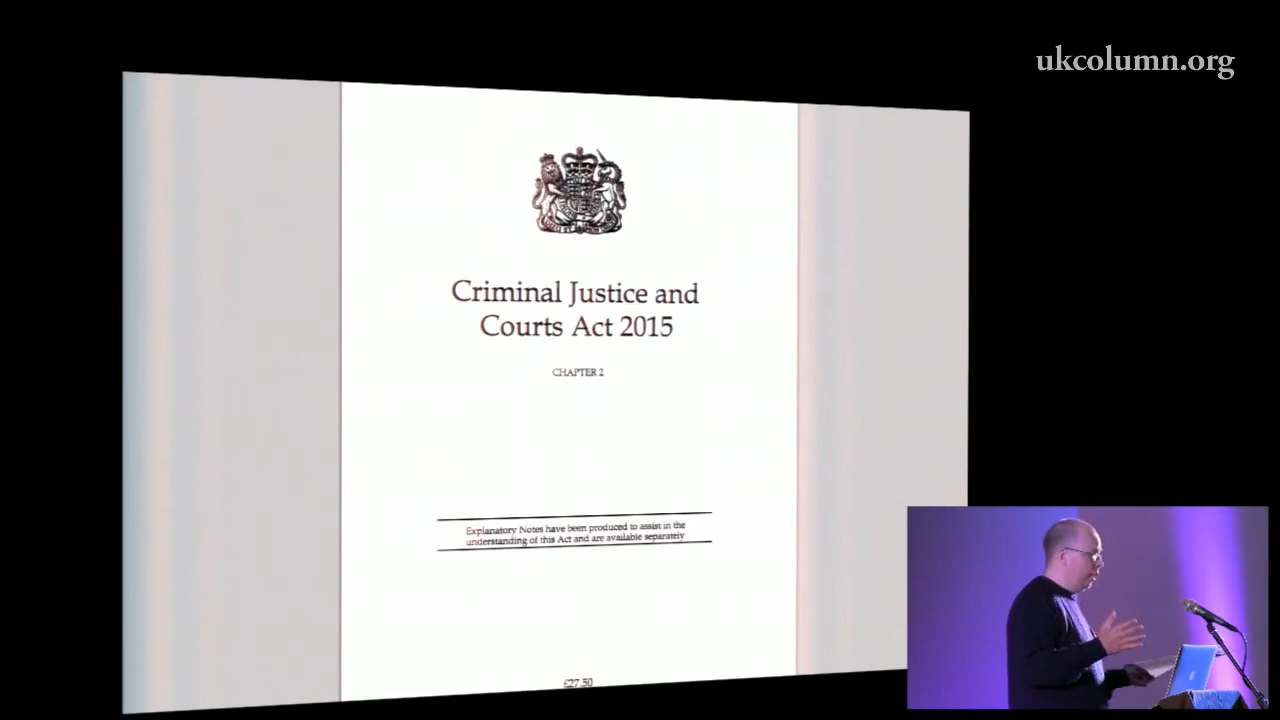 ukcolumn.org
Criminal Justice and
Courts Act 2015
CHAPTER 2
Explanatory Notes have been produced to assist in the
understanding of this Act and are available separately
£27.50